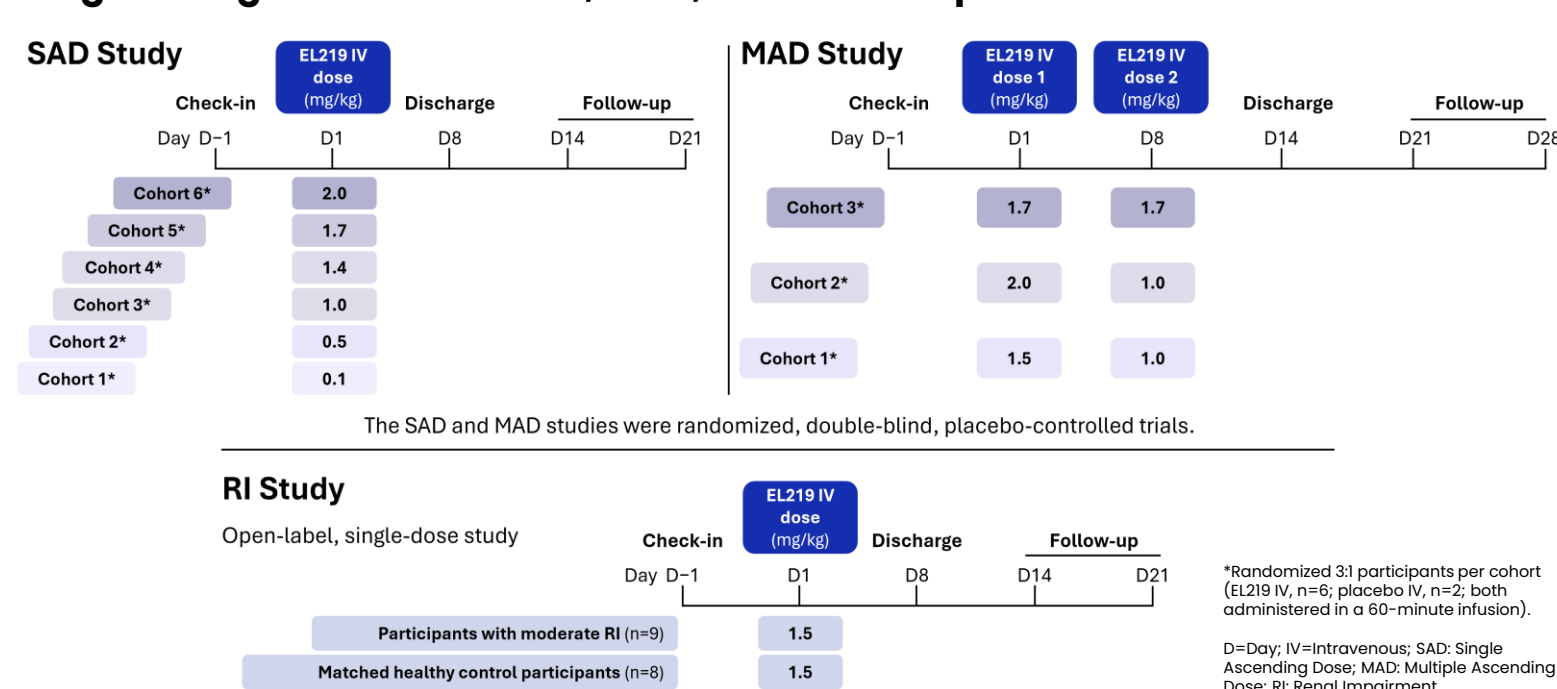 SAD Study
EL219 IV
dose
(mg/kg)
Check-in
Discharge
Follow-up
Day D−1
D1
D8
D14
D21
Cohort 6*
2.0
Cohort 5*
1.7
Cohort 4*
1.4
Cohort 3*
1.0
Cohort 2*
0.5
Cohort 1*
0.1
MAD Study
EL219 IV
dose 1
(mg/kg)
EL219 IV
dose 2
(mg/kg)
Check-in
Discharge
Follow-up
Day D−1
D1
D8
D14
D21
D28
Cohort 3*
1.7
1.7
Cohort 2*
2.0
1.0
Cohort 1*
1.5
1.0
The SAD and MAD studies were randomized, double-blind, placebo-controlled trials.
RI Study
Open-label, single-dose study
EL219 IV
dose
(mg/kg)
Check-in
Discharge
Follow-up
Day D−1
D1
D8
D14
D21
Participants with moderate RI (n=9)
1.5
Matched healthy control participants (n=8)
1.5
*Randomized 3:1 participants per cohort
(EL219 IV, n=6; placebo IV, n=2; both
administered in a 60-minute infusion).
D=Day; IV=Intravenous; SAD: Single
Ascending Dose; MAD: Multiple Ascending
Dose; RI: Renal Impairment